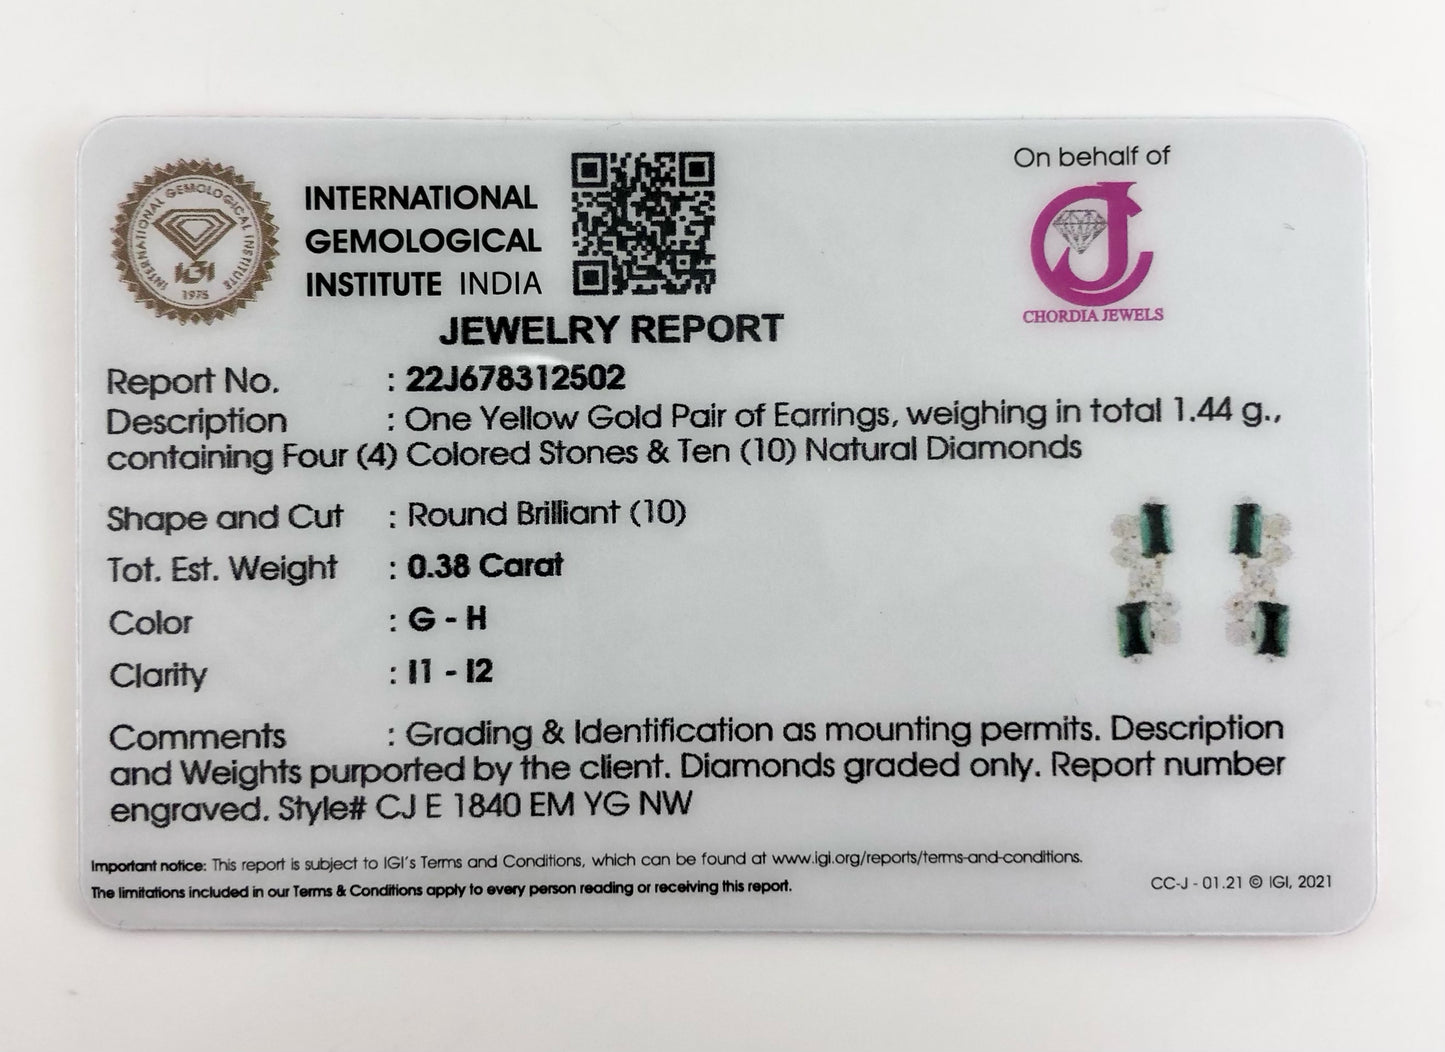 INTERNATIONAL GEMOLOGICAL INSTITUTE
IGI
1975
INTERNATIONAL
GEMOLOGICAL
INSTITUTE INDIA
On behalf of
CJ
CHORDIA JEWELS
JEWELRY REPORT
Report No. : 22J678312502
Description : One Yellow Gold Pair of Earrings, weighing in total 1.44 g.,
containing Four (4) Colored Stones & Ten (10) Natural Diamonds
Shape and Cut : Round Brilliant (10)
Tot. Est. Weight : 0.38 Carat
Color : G - H
Clarity : I1 - I2
Comments : Grading & Identification as mounting permits. Description
and Weights purported by the client. Diamonds graded only. Report number
engraved. Style# CJ E 1840 EM YG NW
Important notice: This report is subject to IGI's Terms and Conditions, which can be found at www.igi.org/reports/terms-and-conditions.
The limitations included in our Terms & Conditions apply to every person reading or receiving this report.
CC-J - 01.21 © IGI, 2021